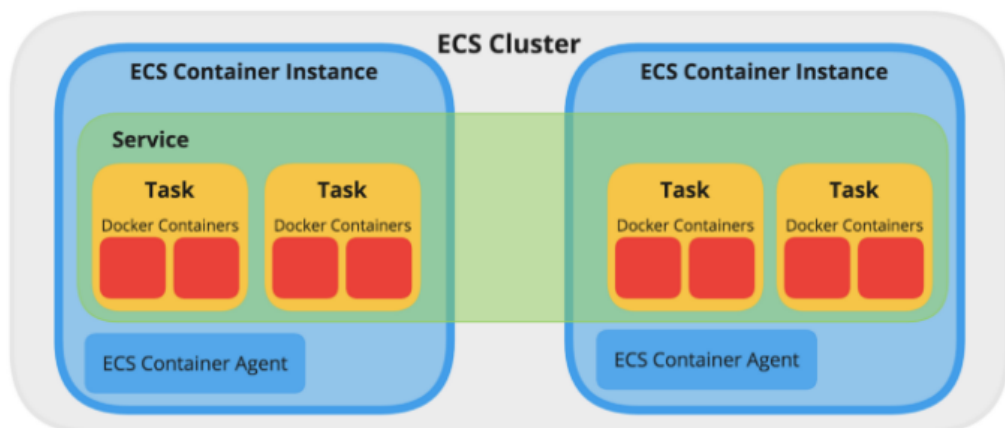 ECS Cluster
ECS Container Instance
ECS Container Instance
Service
Task
Task
Task
Task
Docker Containers
Docker Containers
Docker Containers
Docker Containers
ECS Container Agent
ECS Container Agent